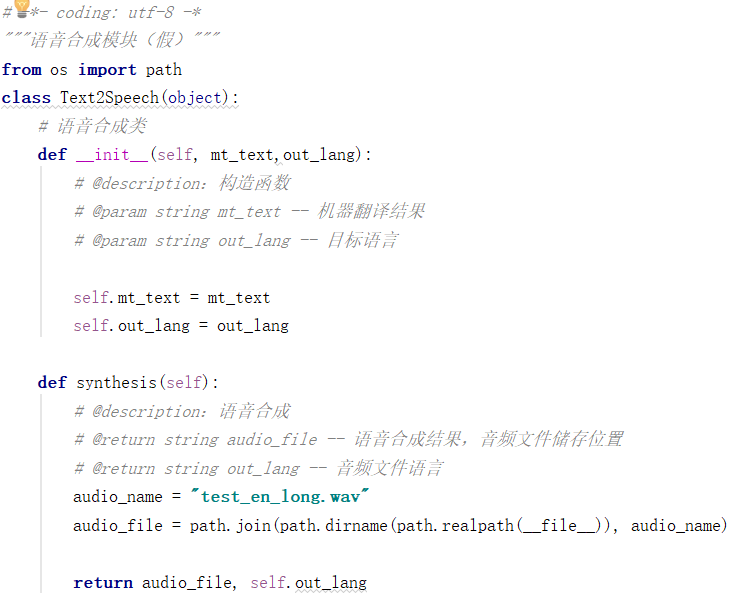 # -*- coding: utf-8 -*
"""语音合成模块（假）"""
from os import path
class Text2Speech(object):
    # 语音合成类
    def __init__(self, mt_text,out_lang):
        # @description：构造函数
        # @param string mt_text -- 机器翻译结果
        # @param string out_lang -- 目标语言

        self.mt_text = mt_text
        self.out_lang = out_lang

    def synthesis(self):
        # @description：语音合成
        # @return string audio_file -- 语音合成结果，音频文件储存位置
        # @return string out_lang -- 音频文件语言
        audio_name = "test_en_long.wav"
        audio_file = path.join(path.dirname(path.realpath(__file__)), audio_name)

        return audio_file, self.out_lang